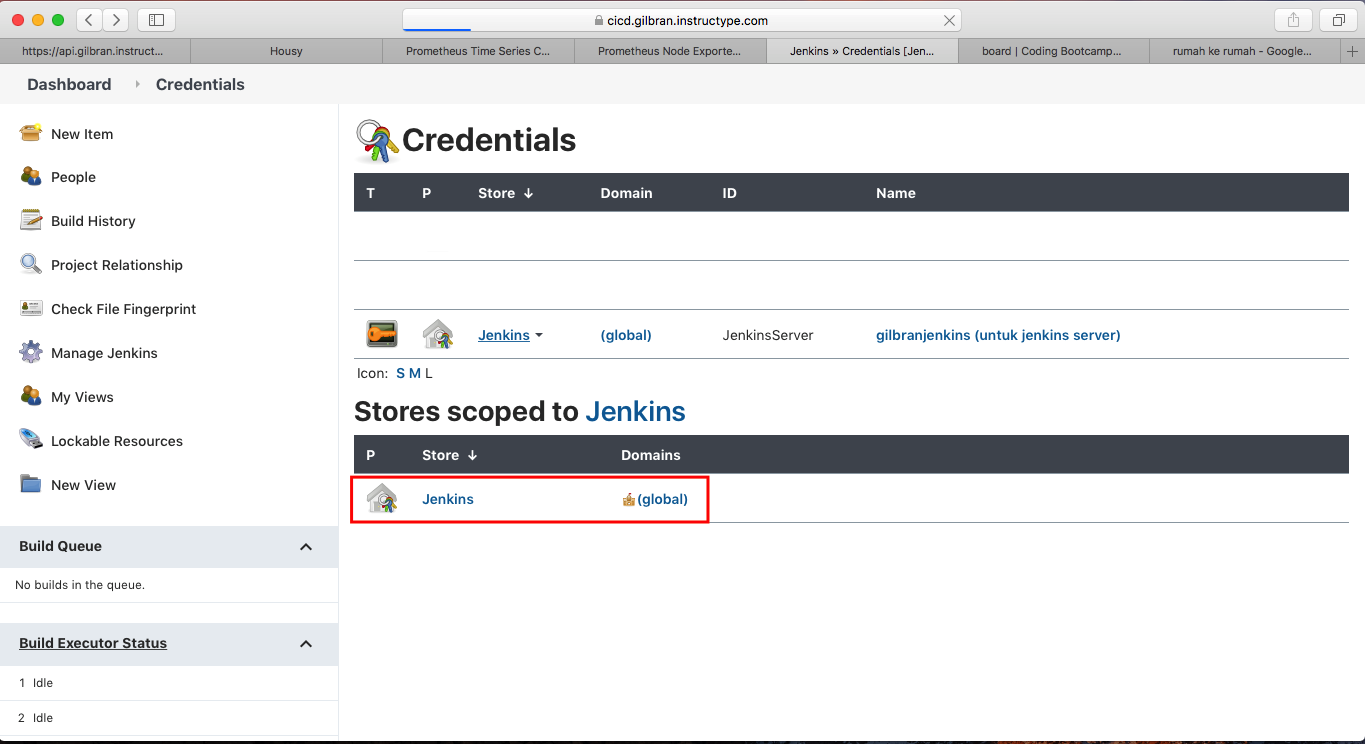 cicd.gilbran.instructype.com
https://api.gilbran.instruct...
Housy
Prometheus Time Series C...
Prometheus Node Exporte...
Jenkins » Credentials [Jen...
board | Coding Bootcamp...
rumah ke rumah - Google...
Dashboard
Credentials
New Item
People
Build History
Project Relationship
Check File Fingerprint
Manage Jenkins
My Views
Lockable Resources
New View
Build Queue
No builds in the queue.
Build Executor Status
1 Idle
2 Idle
Credentials
T P Store ↓ Domain ID Name
Jenkins (global) JenkinsServer gilbranjenkins (untuk jenkins server)
Icon: S M L
Stores scoped to Jenkins
P Store ↓ Domains
Jenkins (global)